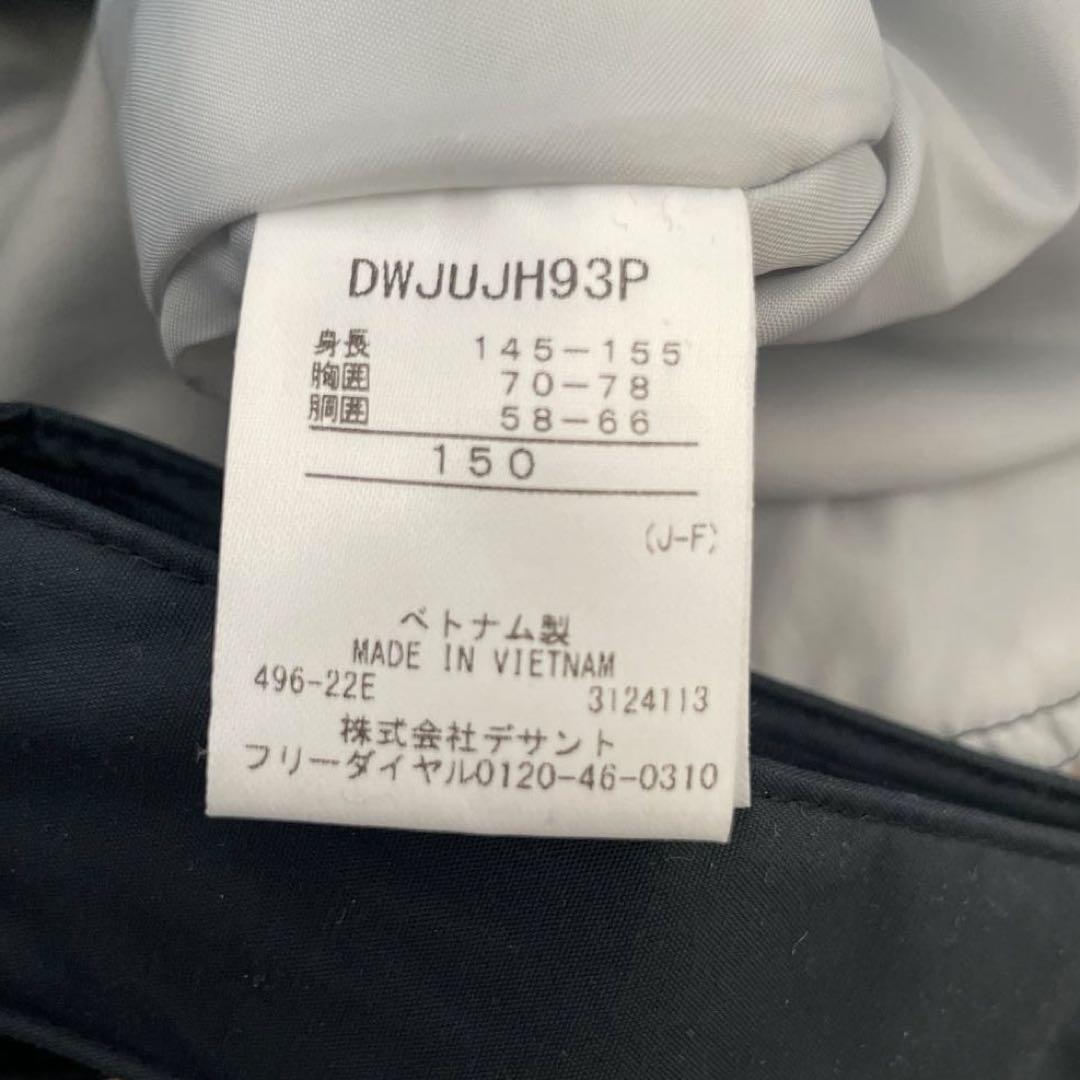 DWJUJH93P
身長 145-155
胸囲 70-78
胴囲 58-66
150
(J-F)
ベトナム製
MADE IN VIETNAM
496-22E 3124113
株式会社デサント
フリーダイヤル0120-46-0310